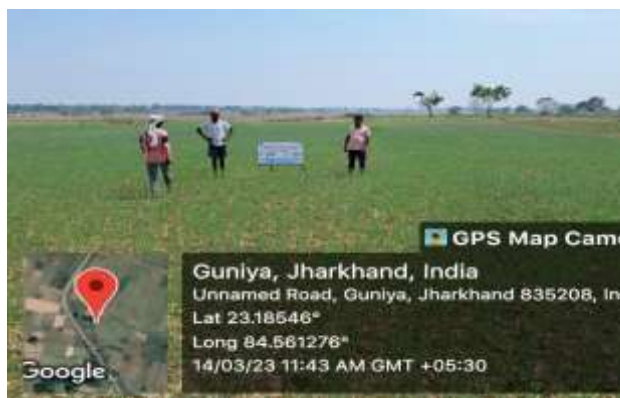 GPS Map Came
Guniya, Jharkhand, India
Unnamed Road, Guniya, Jharkhand 835208, In
Lat 23.18546°
Long 84.561276°
14/03/23 11:43 AM GMT +05:30
Google